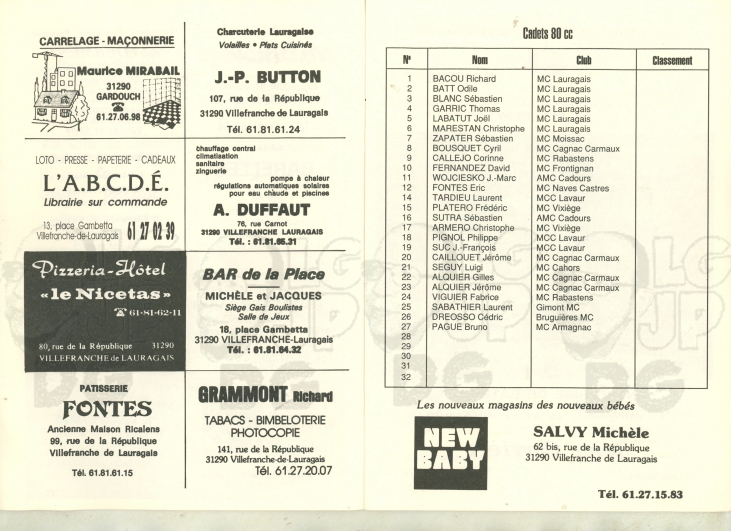 CARRELAGE - MAÇONNERIE
Maurice MIRABAIL
31290
GARDOUCH
☎
61.27.06.98
Charcuterie Lauragaise
Volailles • Plats Cuisinés
J.-P. BUTTON
107, rue de la République
31290 Villefranche de Lauragais
Tél. 61.81.61.24
LOTO - PRESSE - PAPETERIE - CADEAUX
L'A.B.C.D.É.
Librairie sur commande
13, place Gambetta
Villefranche-de-Lauragais 61 27 02 39
chauffage central
climatisation
sanitaire
zinguerie
pompe à chaleur
régulations automatiques solaires
pour eau chaude et piscines
A. DUFFAUT
76, rue Carnot
31290 VILLEFRANCHE LAURAGAIS
Tél. : 61.81.65.31
Pizzeria-Hôtel
«le Nicetas»
☎ 61-81-62-11
80, rue de la République 31290
VILLEFRANCHE de LAURAGAIS
BAR de la Place
MICHÈLE et JACQUES
Siège Gais Boulistes
Salle de Jeux
18, place Gambetta
31290 VILLEFRANCHE-Lauragais
Tél. : 61.81.64.32
PATISSERIE
FONTES
Ancienne Maison Ricalens
99, rue de la République
Villefranche de Lauragais
Tél. 61.81.61.15
GRAMMONT Richard
TABACS - BIMBELOTERIE
PHOTOCOPIE
141, rue de la République
31290 Villefranche-de-Lauragais
Tél. 61.27.20.07
Cadets 80 cc
N° Nom Club Classement
1 BACOU Richard MC Lauragais
2 BATT Odile MC Lauragais
3 BLANC Sébastien MC Lauragais
4 GARRIC Thomas MC Lauragais
5 LABATUT Joël MC Lauragais
6 MARESTAN Christophe MC Lauragais
7 ZAPATER Sébastien MC Moissac
8 BOUSQUET Cyril MC Cagnac Carmaux
9 CALLEJO Corinne MC Rabastens
10 FERNANDEZ David MC Frontignan
11 WOJCIESKO J.-Marc AMC Cadours
12 FONTES Eric MC Naves Castres
14 TARDIEU Laurent MCC Lavaur
15 PLATERO Frédéric MC Vixiège
16 SUTRA Sébastien AMC Cadours
17 ARMERO Christophe MC Vixiège
18 PIGNOL Philippe MCC Lavaur
19 SUC J.-François MCC Lavaur
20 CAILLOUET Jérôme MC Cagnac Carmaux
21 SEGUY Luigi MC Cahors
22 ALQUIER Gilles MC Cagnac Carmaux
23 ALQUIER Jérôme MC Cagnac Carmaux
24 VIGUIER Fabrice MC Rabastens
25 SABATHIER Laurent Gimont MC
26 DREOSSO Cédric Bruguières MC
27 PAGUE Bruno MC Armagnac
28
29
30
31
32
Les nouveaux magasins des nouveaux bébés
NEW
BABY
SALVY Michèle
62 bis, rue de la République
31290 Villefranche de Lauragais
Tél. 61.27.15.83
LG
JP
DG